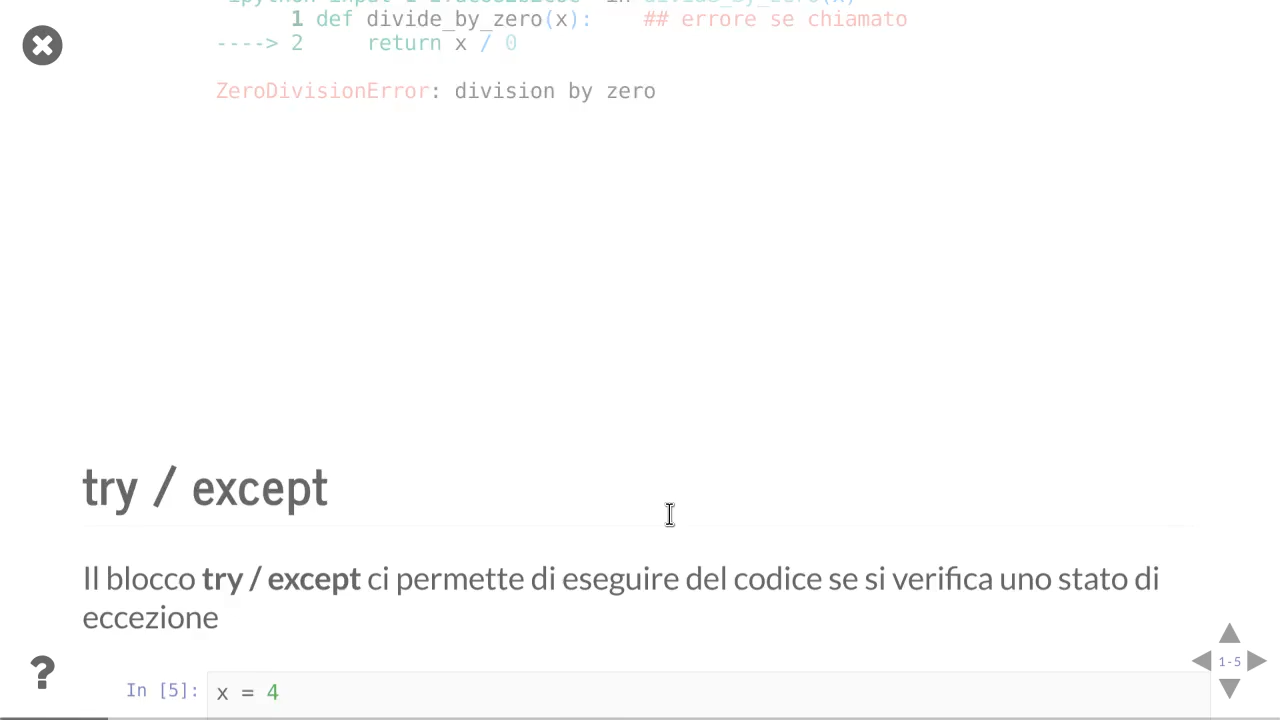 1 def divide_by_zero(x):    ## errore se chiamato
----> 2     return x / 0
ZeroDivisionError: division by zero
try / except
Il blocco try / except ci permette di eseguire del codice se si verifica uno stato di
eccezione
In [5]: x = 4
1-5
?